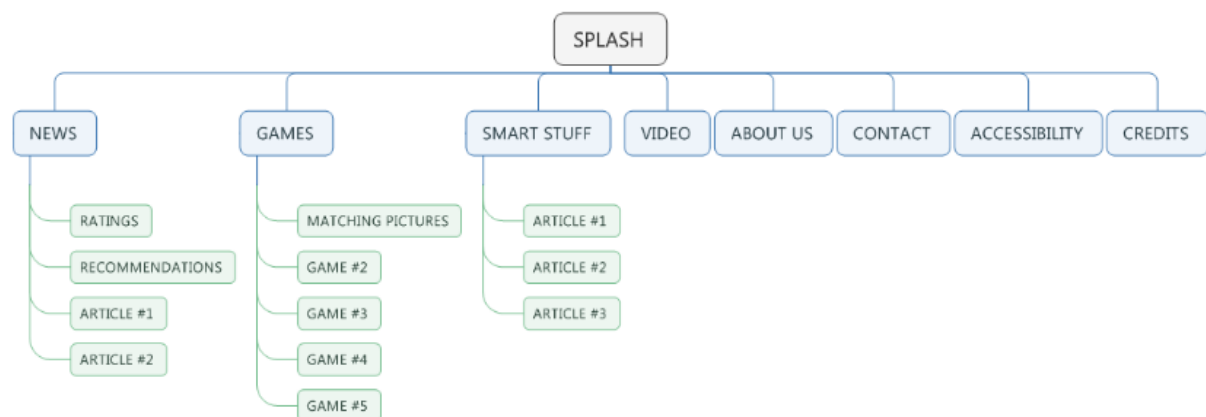 SPLASH
NEWS
GAMES
SMART STUFF
VIDEO
ABOUT US
CONTACT
ACCESSIBILITY
CREDITS
RATINGS
RECOMMENDATIONS
ARTICLE #1
ARTICLE #2
MATCHING PICTURES
GAME #2
GAME #3
GAME #4
GAME #5
ARTICLE #1
ARTICLE #2
ARTICLE #3